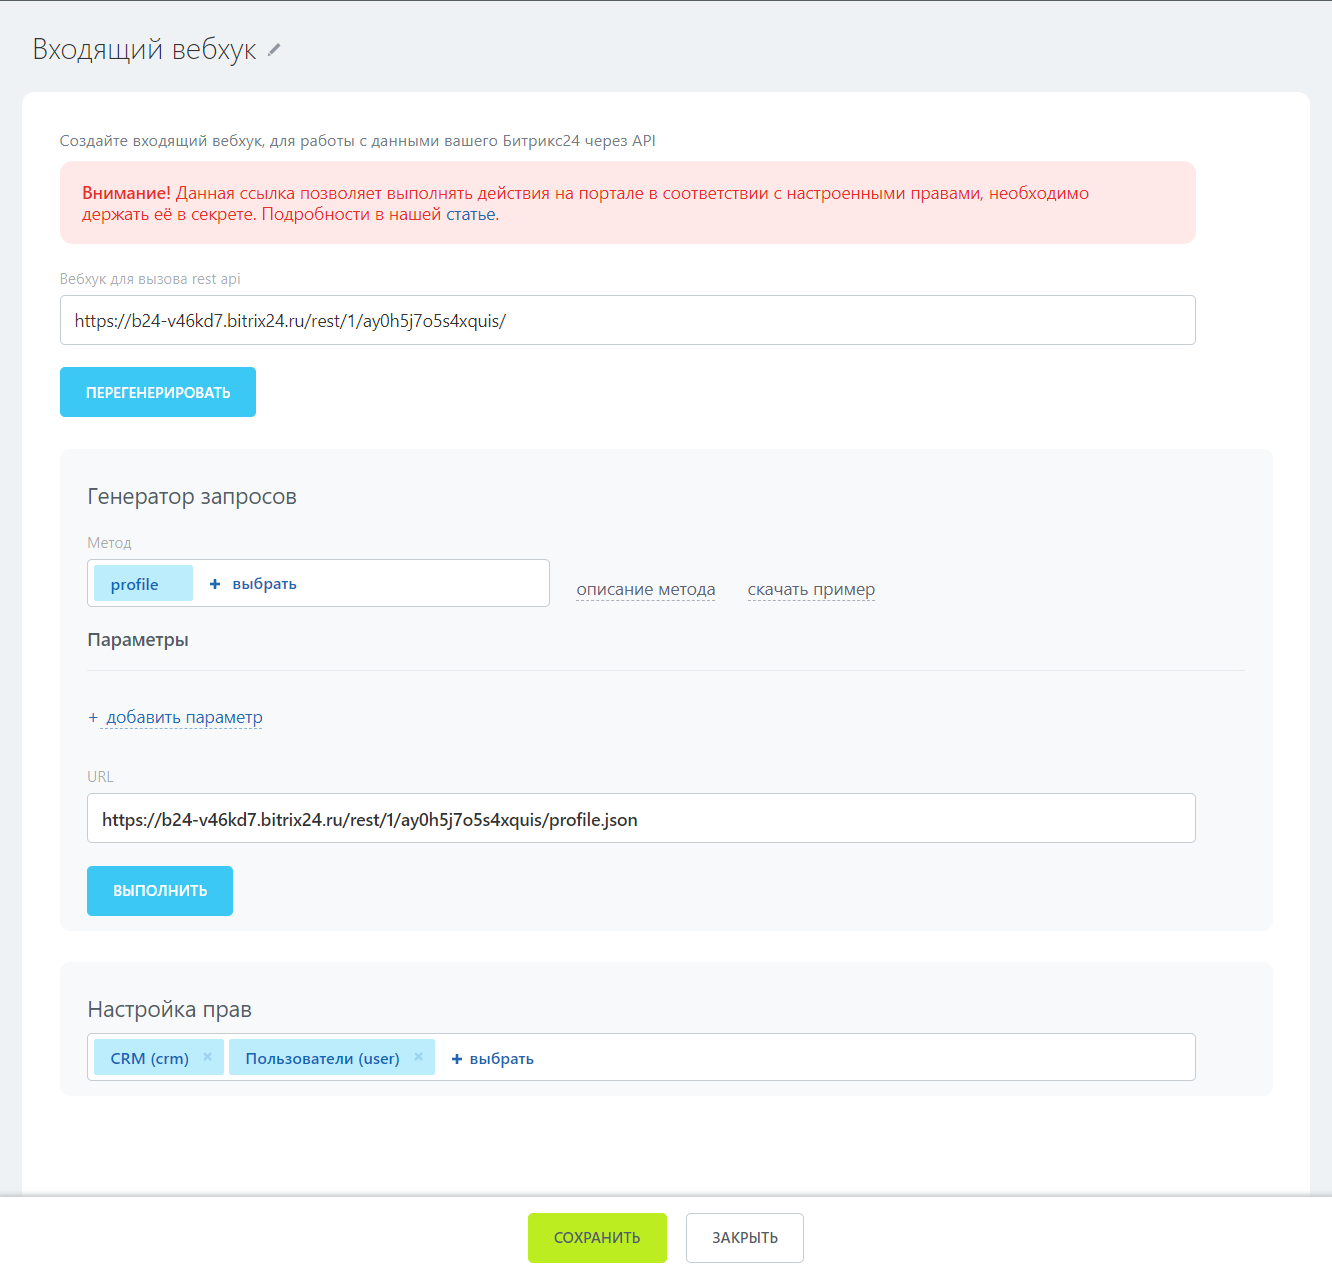 Входящий вебхук
Создайте входящий вебхук, для работы с данными вашего Битрикс24 через API
Внимание! Данная ссылка позволяет выполнять действия на портале в соответствии с настроенными правами, необходимо
держать её в секрете. Подробности в нашей статье.
Вебхук для вызова rest api
https://b24-v46kd7.bitrix24.ru/rest/1/ay0h5j7o5s4xquis/
ПЕРЕГЕНЕРИРОВАТЬ
Генератор запросов
Метод
profile + выбрать описание метода скачать пример
Параметры
+ добавить параметр
URL
https://b24-v46kd7.bitrix24.ru/rest/1/ay0h5j7o5s4xquis/profile.json
ВЫПОЛНИТЬ
Настройка прав
CRM (crm) × Пользователи (user) × + выбрать
СОХРАНИТЬ ЗАКРЫТЬ